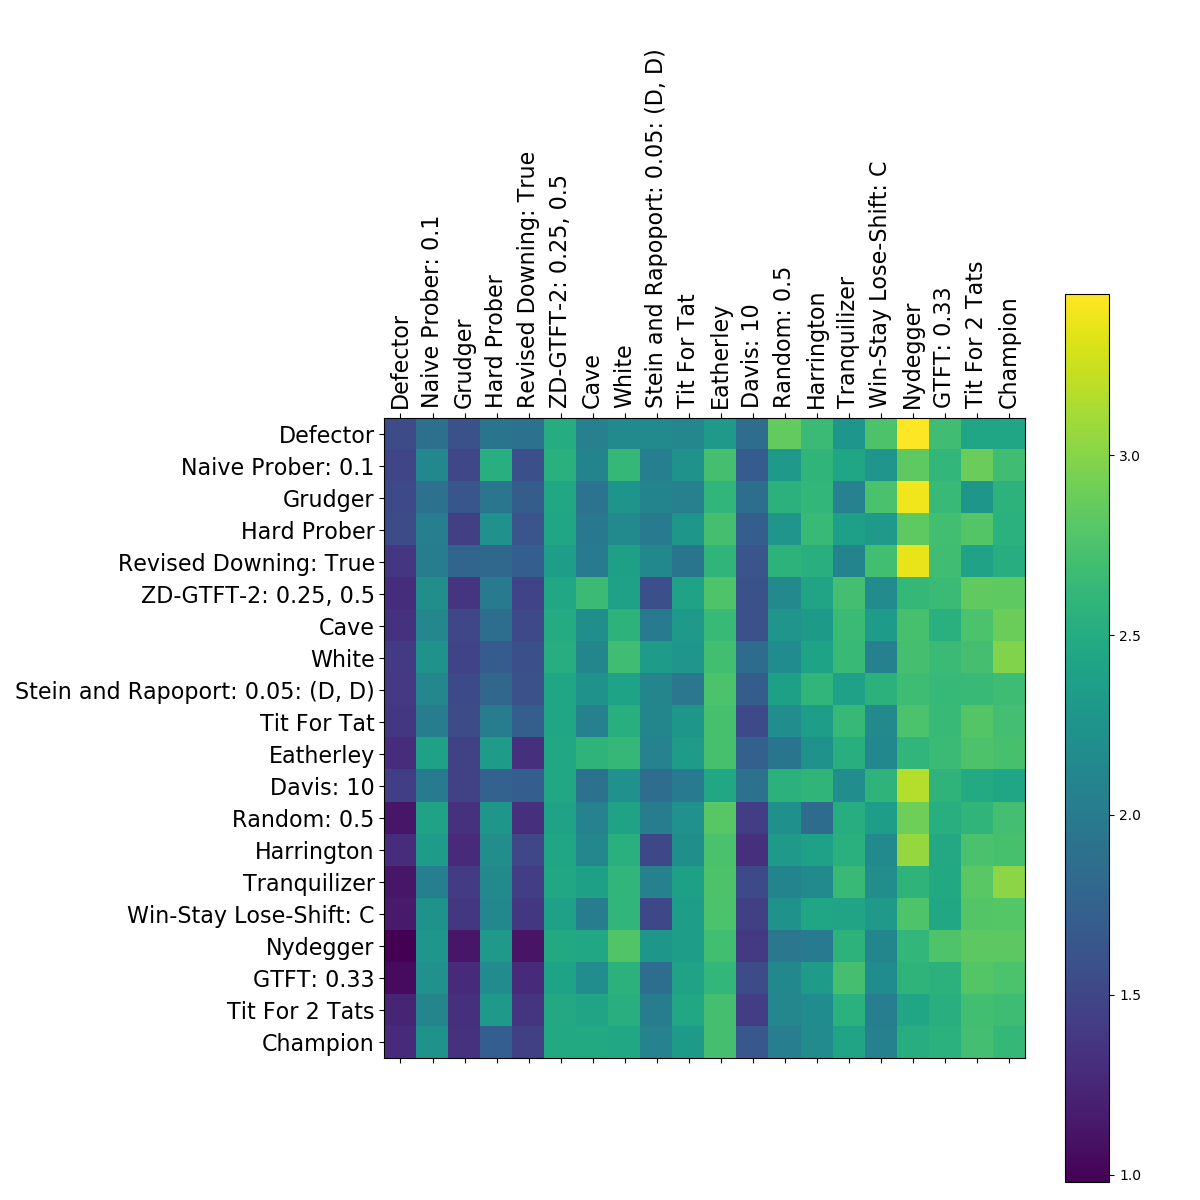 Defector
Naive Prober: 0.1
Grudger
Hard Prober
Revised Downing: True
ZD-GTFT-2: 0.25, 0.5
Cave
White
Stein and Rapoport: 0.05: (D, D)
Tit For Tat
Eatherley
Davis: 10
Random: 0.5
Harrington
Tranquilizer
Win-Stay Lose-Shift: C
Nydegger
GTFT: 0.33
Tit For 2 Tats
Champion
Defector
Naive Prober: 0.1
Grudger
Hard Prober
Revised Downing: True
ZD-GTFT-2: 0.25, 0.5
Cave
White
Stein and Rapoport: 0.05: (D, D)
Tit For Tat
Eatherley
Davis: 10
Random: 0.5
Harrington
Tranquilizer
Win-Stay Lose-Shift: C
Nydegger
GTFT: 0.33
Tit For 2 Tats
Champion
3.0
2.5
2.0
1.5
1.0